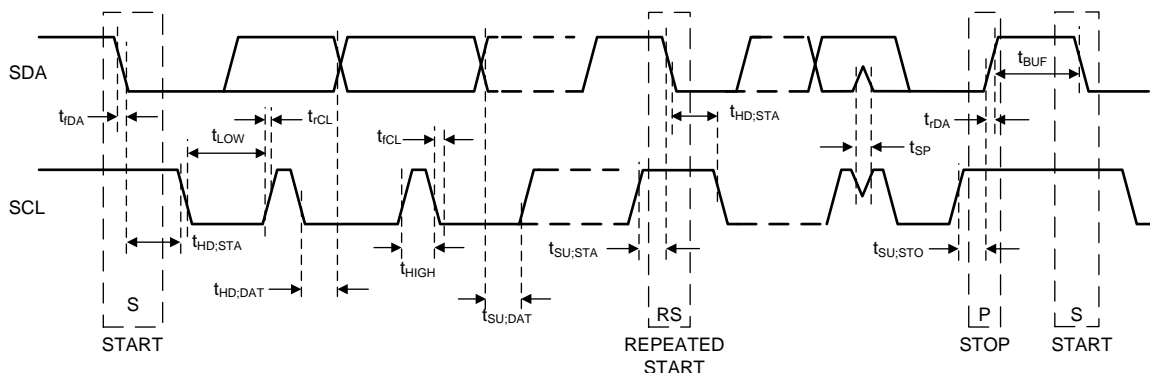 SDA
tfDA
tLOW
trCL
tfCL
tHD;STA
tSP
tBUF
trDA
SCL
tHD;STA
tHD;DAT
tHIGH
tSU;DAT
tSU;STA
tSU;STO
S
START
RS
REPEATED
START
P
STOP
S
START